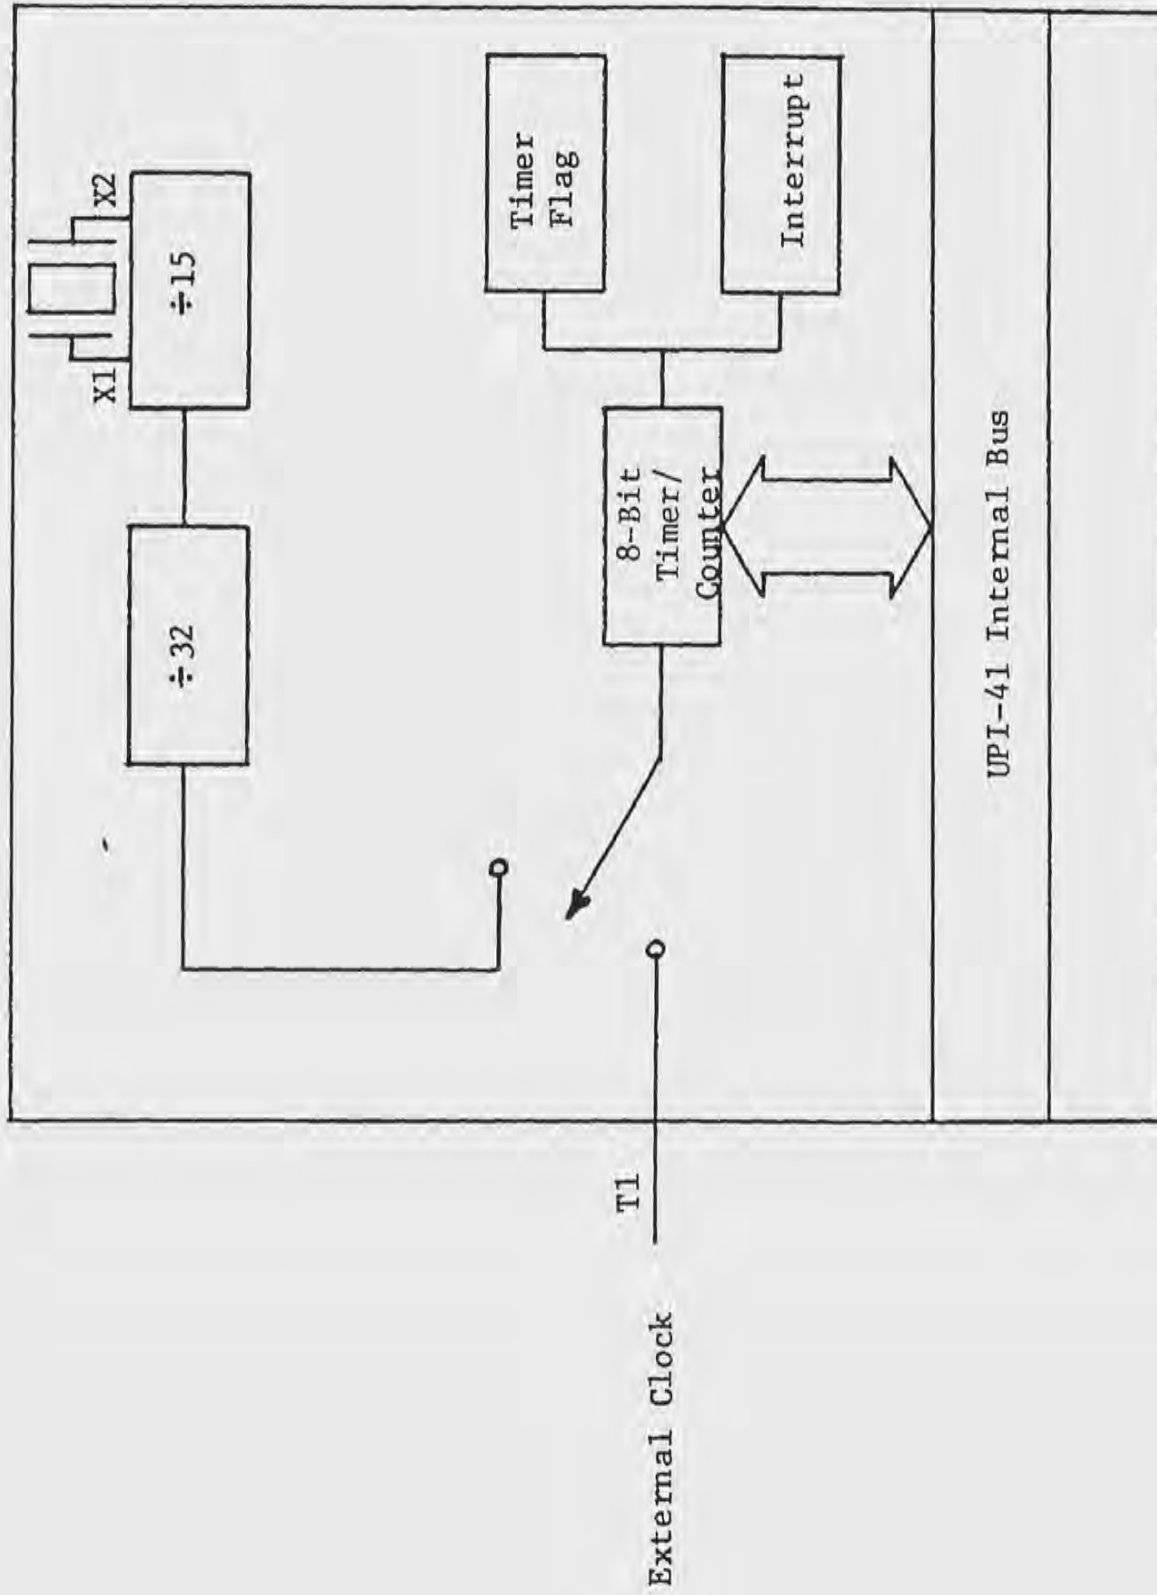 X1
X2
÷15
÷32
Timer
Flag
Interrupt
8-Bit
Timer/
Counter
T1
External Clock
UPI-41 Internal Bus